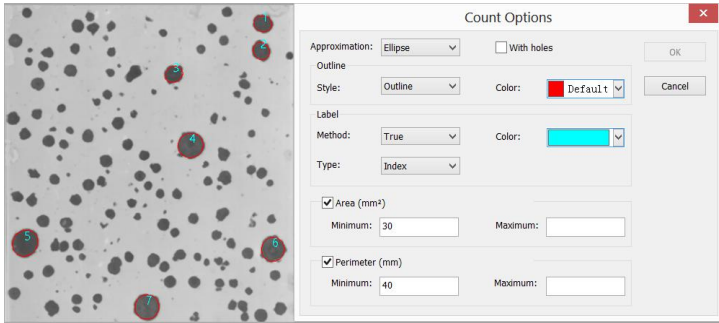 1
2
3
4
5
6
7
Count Options
Approximation: Ellipse With holes
OK
Outline
Style: Outline Color: Default
Cancel
Label
Method: True Color:
Type: Index
Area (mm²)
Minimum: 30 Maximum:
Perimeter (mm)
Minimum: 40 Maximum: